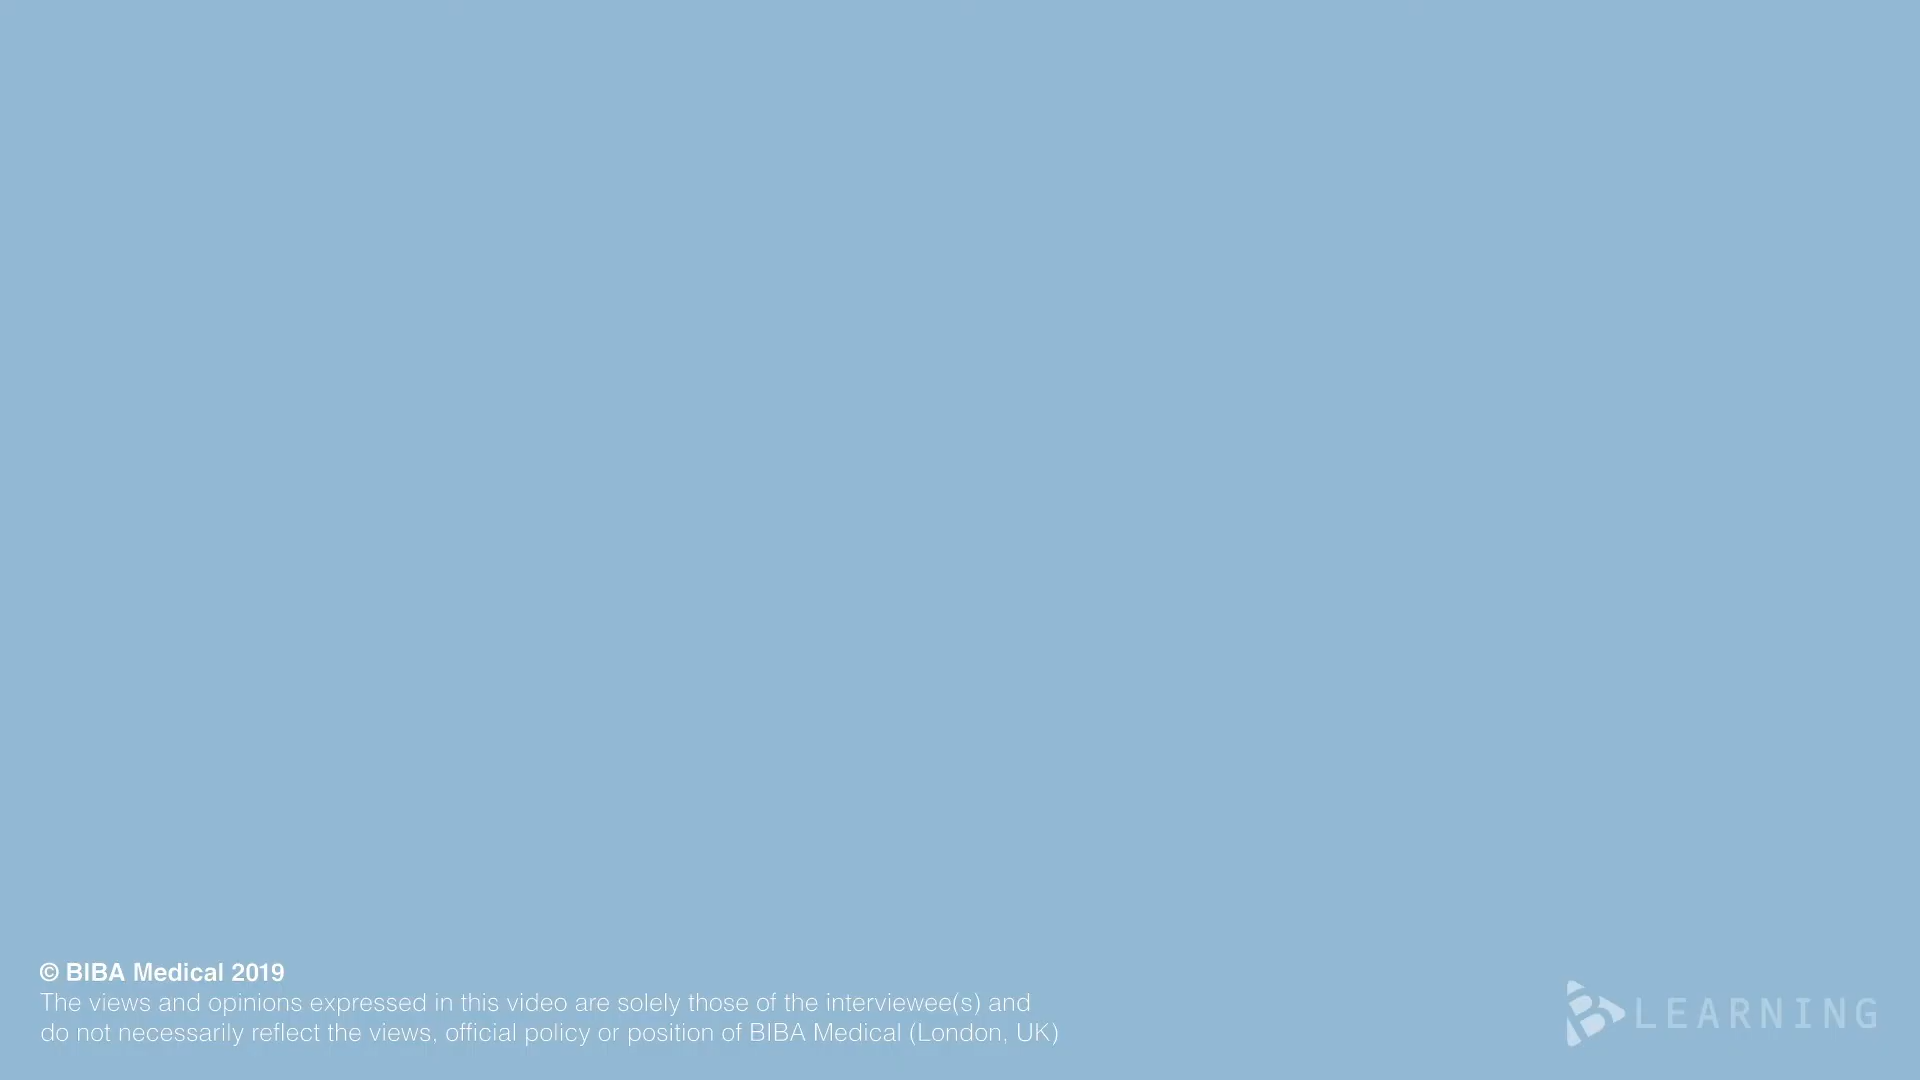 © BIBA Medical 2019
The views and opinions expressed in this video are solely those of the interviewee(s) and
do not necessarily reflect the views, official policy or position of BIBA Medical (London, UK)
B LEARNING